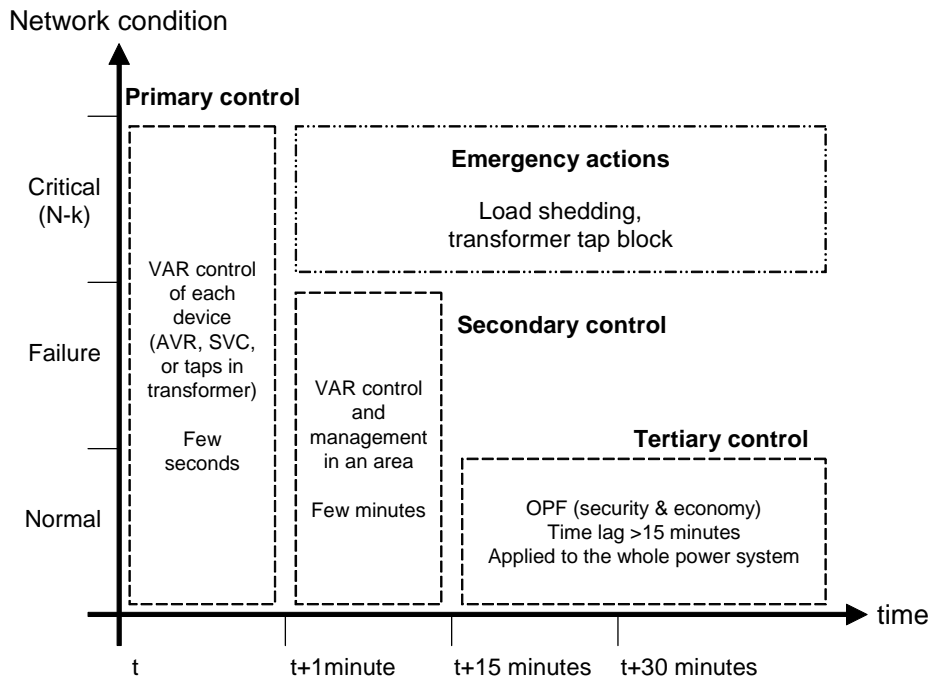 Network condition
Primary control
Emergency actions
Load shedding,
transformer tap block
Critical
(N-k)
VAR control
of each
device
(AVR, SVC,
or taps in
transformer)
Few
seconds
Secondary control
Failure
VAR control
and
management
in an area
Few minutes
Tertiary control
OPF (security & economy)
Time lag >15 minutes
Applied to the whole power system
Normal
time
t
t+1minute
t+15 minutes
t+30 minutes